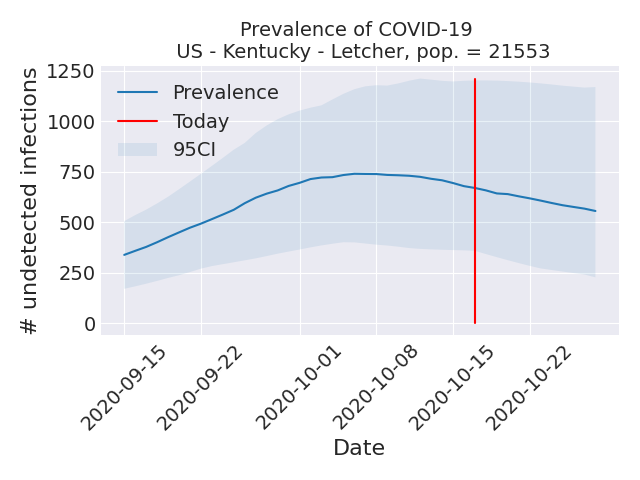 Prevalence of COVID-19
US - Kentucky - Letcher, pop. = 21553
# undetected infections
1250
1000
750
500
250
0
Prevalence
Today
95CI
2020-09-15
2020-09-22
2020-10-01
2020-10-08
2020-10-15
2020-10-22
Date